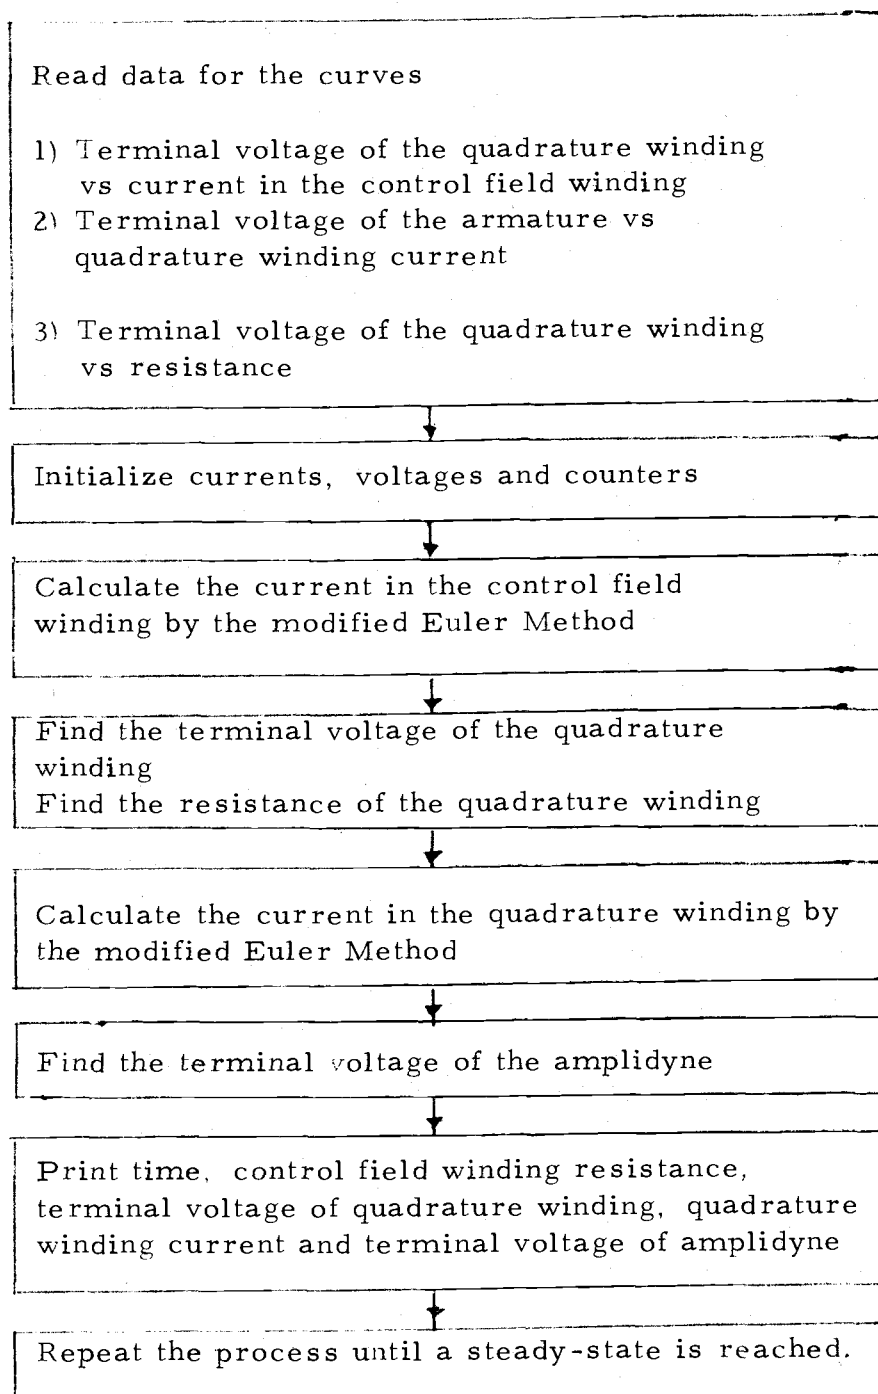 Read data for the curves
1) Terminal voltage of the quadrature winding
vs current in the control field winding
2) Terminal voltage of the armature vs
quadrature winding current
3) Terminal voltage of the quadrature winding
vs resistance
Initialize currents, voltages and counters
Calculate the current in the control field
winding by the modified Euler Method
Find the terminal voltage of the quadrature
winding
Find the resistance of the quadrature winding
Calculate the current in the quadrature winding by
the modified Euler Method
Find the terminal voltage of the amplidyne
Print time, control field winding resistance,
terminal voltage of quadrature winding, quadrature
winding current and terminal voltage of amplidyne
Repeat the process until a steady-state is reached.